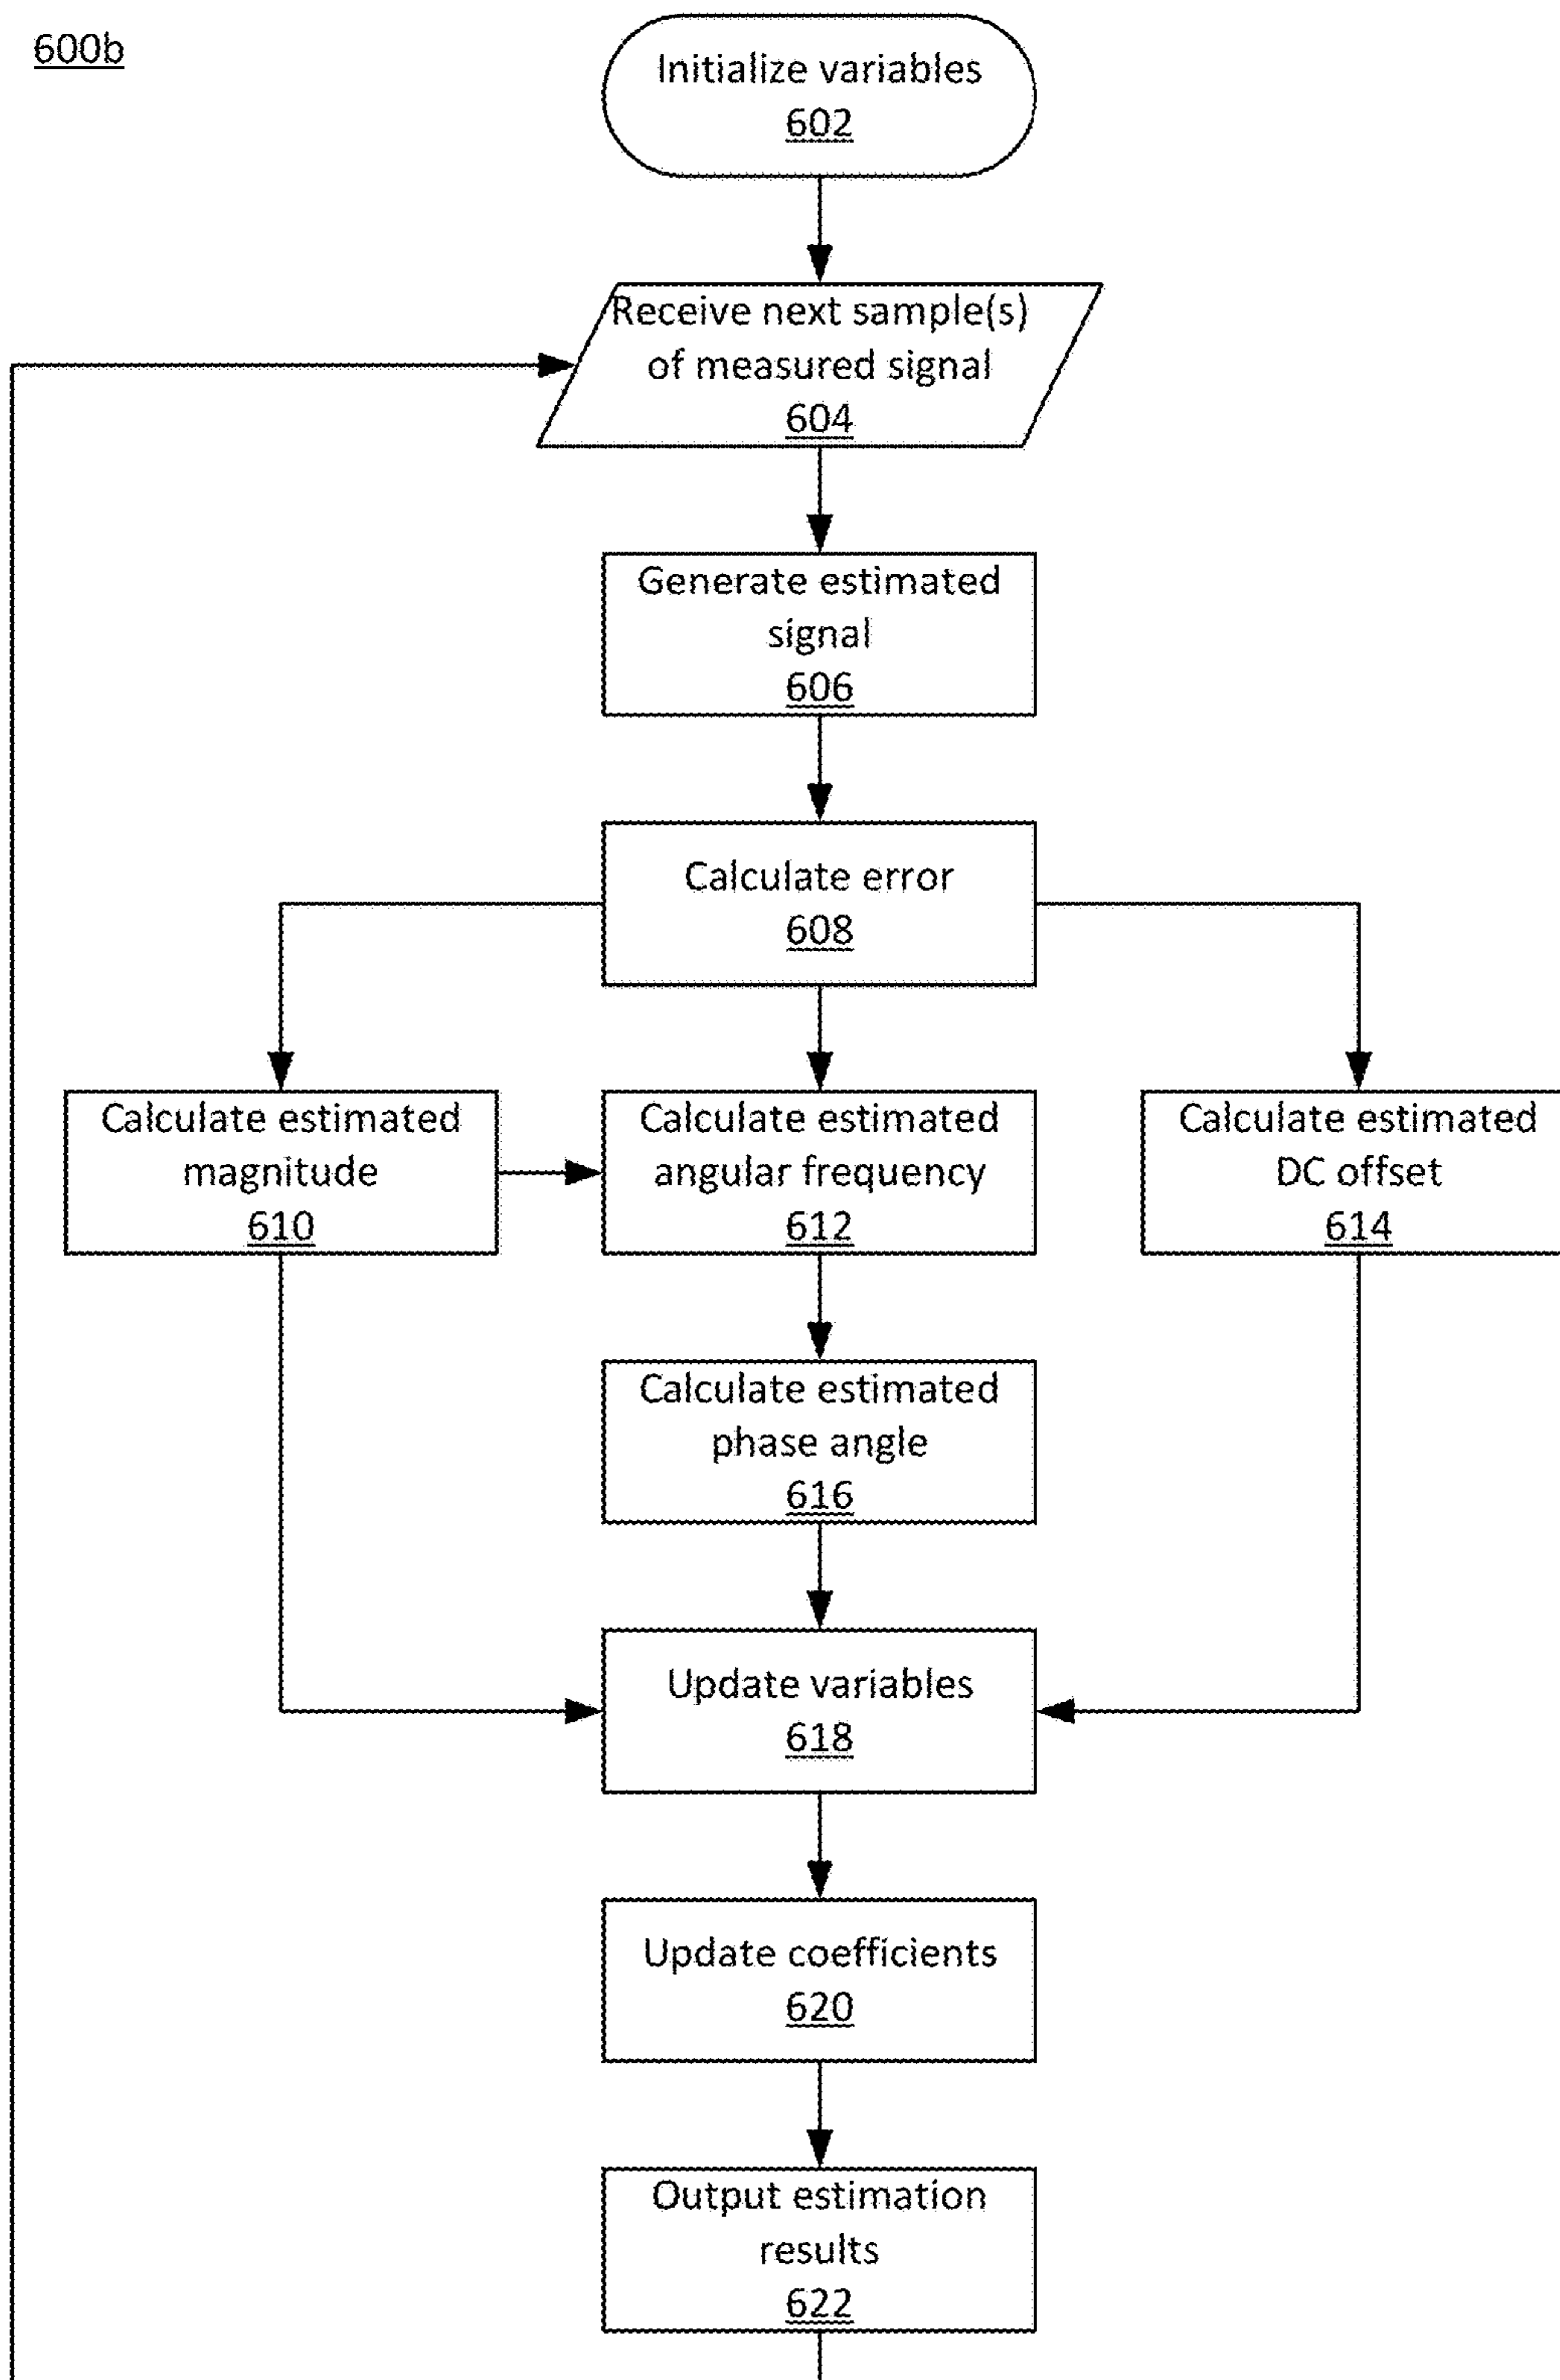 600b
Initialize variables
602
Receive next sample(s)
of measured signal
604
Generate estimated
signal
606
Calculate error
608
Calculate estimated
magnitude
610
Calculate estimated
angular frequency
612
Calculate estimated
DC offset
614
Calculate estimated
phase angle
616
Update variables
618
Update coefficients
620
Output estimation
results
622